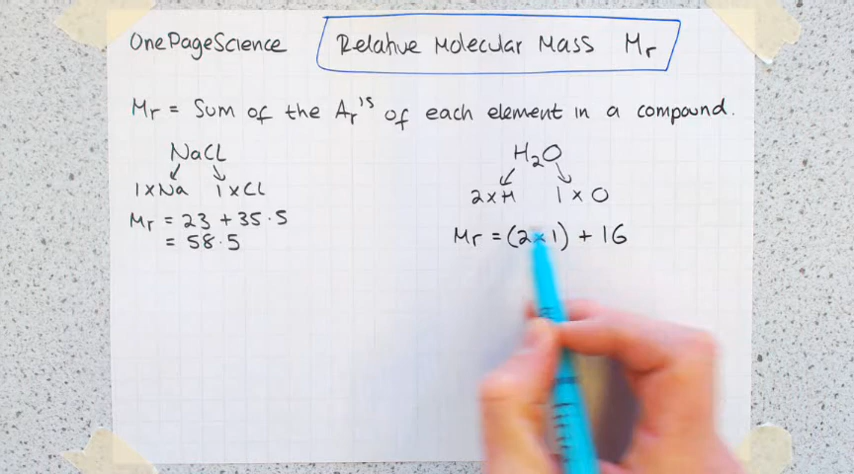 OnePageScience
Relative Molecular Mass Mr
Mr = Sum of the Ar's of each element in a compound.
NaCl
1xNa 1xCl
Mr = 23 + 35.5
= 58.5
H2O
2xH 1xO
Mr = (2x1) + 16